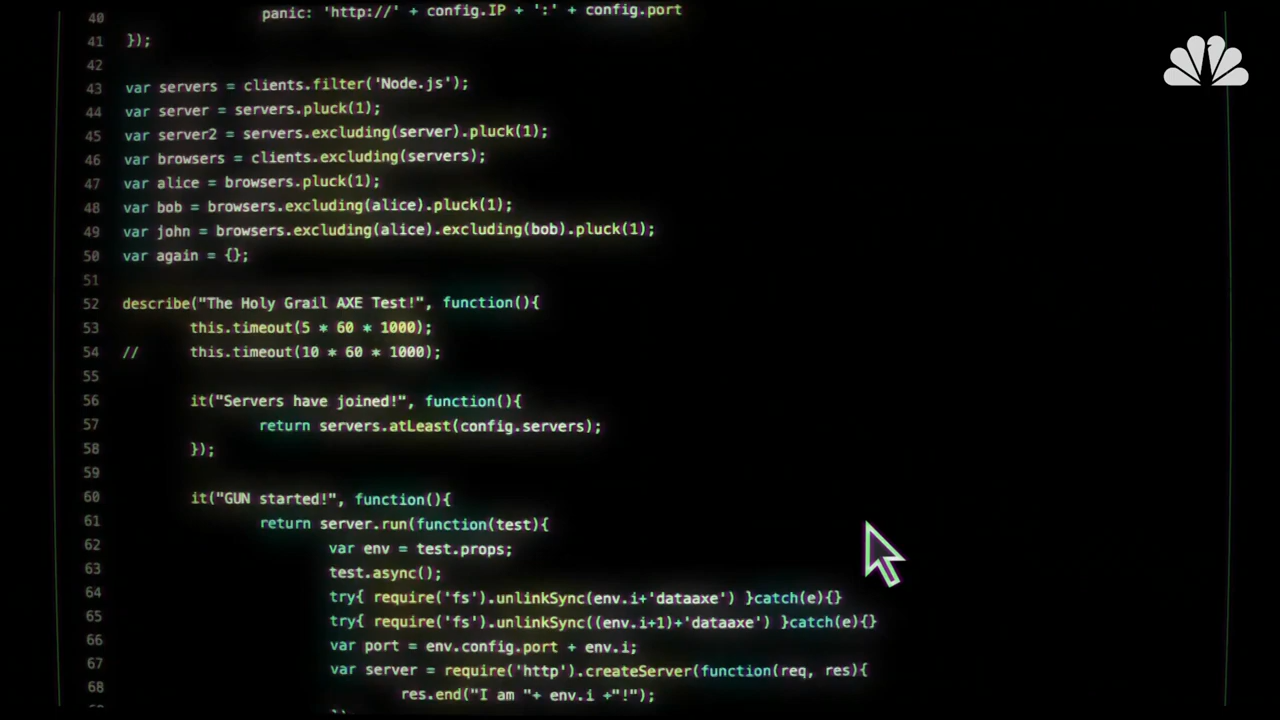 40 panic: 'http://' + config.IP + ':' + config.port
41 });
42
43 var servers = clients.filter('Node.js');
44 var server = servers.pluck(1);
45 var server2 = servers.excluding(server).pluck(1);
46 var browsers = clients.excluding(servers);
47 var alice = browsers.pluck(1);
48 var bob = browsers.excluding(alice).pluck(1);
49 var john = browsers.excluding(alice).excluding(bob).pluck(1);
50 var again = {};
51
52 describe("The Holy Grail AXE Test!", function(){
53 this.timeout(5 * 60 * 1000);
54 // this.timeout(10 * 60 * 1000);
55
56 it("Servers have joined!", function(){
57 return servers.atLeast(config.servers);
58 });
59
60 it("GUN started!", function(){
61 return server.run(function(test){
62 var env = test.props;
63 test.async();
64 try{ require('fs').unlinkSync(env.i+'dataaxe') }catch(e){}
65 try{ require('fs').unlinkSync((env.i+1)+'dataaxe') }catch(e){}
66 var port = env.config.port + env.i;
67 var server = require('http').createServer(function(req, res){
68 res.end("I am "+ env.i +"!");